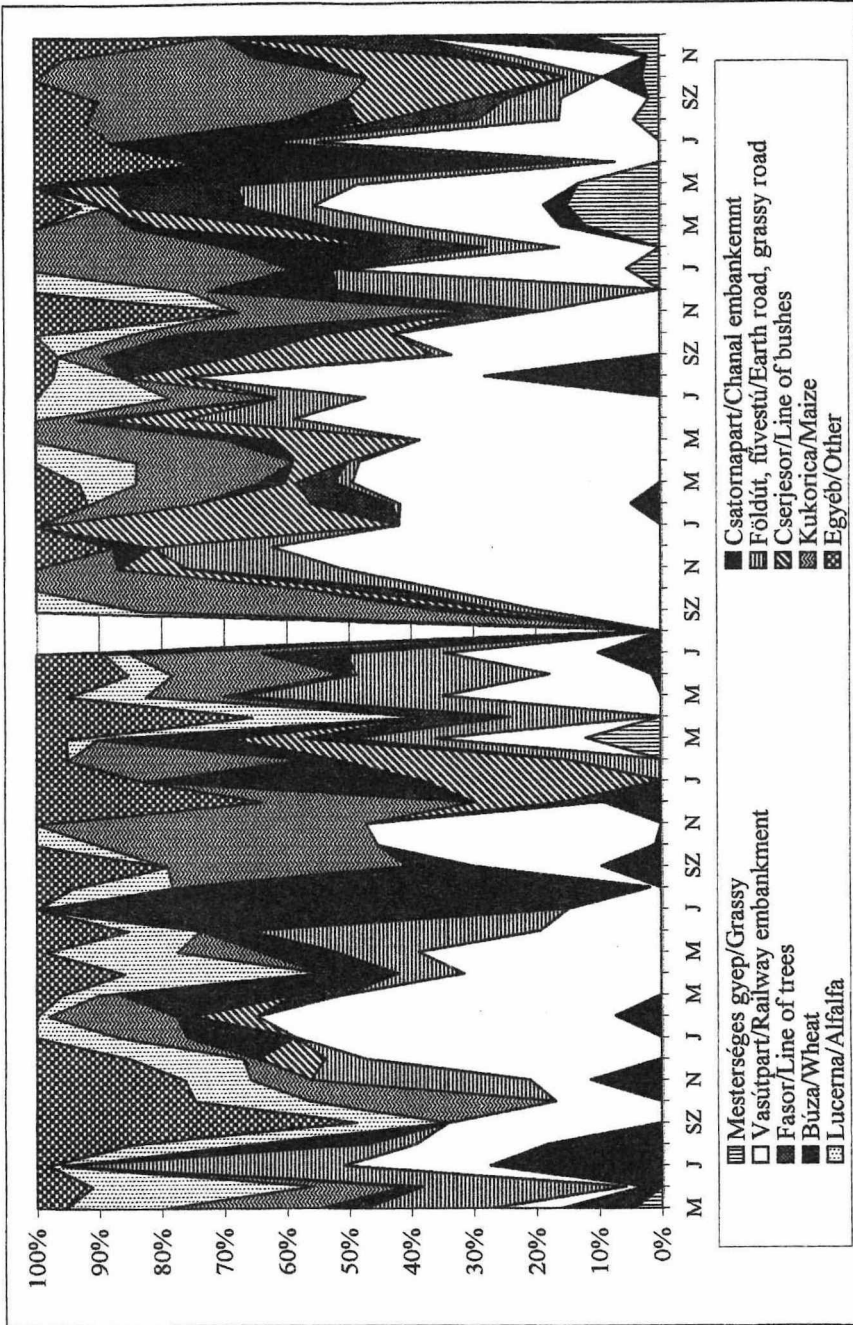 100%
90%
80%
70%
60%
50%
40%
30%
20%
10%
0%
M J SZ N J M M J SZ N J M M J SZ N J M M J SZ N J M M J SZ N
Mesterséges gyep/Grassy
Csatornapart/Chanal embankemnt
Vasútpart/Railway embankment
Földút, fűvestú/Earth road, grassy road
Fasor/Line of trees
Cserjesor/Line of bushes
Búza/Wheat
Kukorica/Maize
Lucerna/Alfalfa
Egyéb/Other